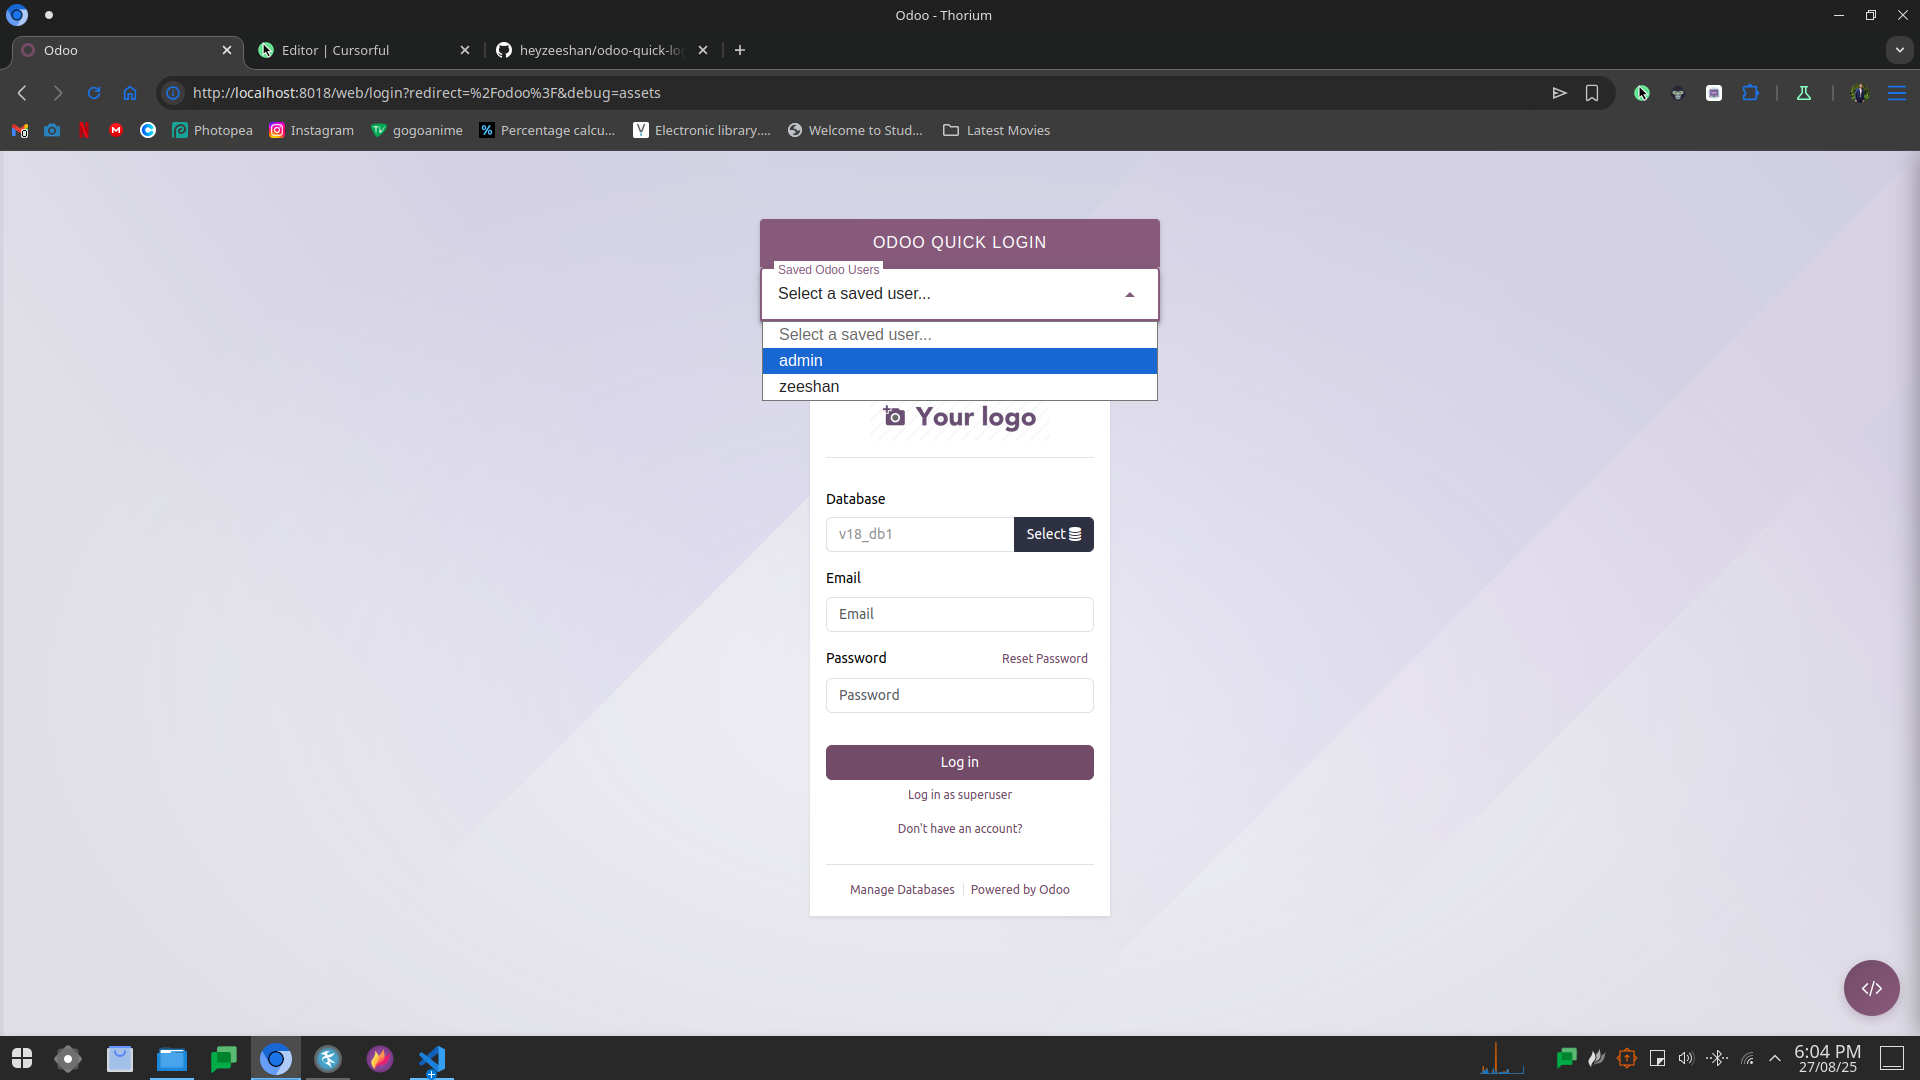 Odoo - Thorium
Odoo
Editor | Cursorful
heyzeeshan/odoo-quick-lo
http://localhost:8018/web/login?redirect=%2Fodoo%3F&debug=assets
Photopea
Instagram
gogoanime
Percentage calcu...
Electronic library....
Welcome to Stud...
Latest Movies
ODOO QUICK LOGIN
Saved Odoo Users
Select a saved user...
Select a saved user...
admin
zeeshan
Your logo
Database
v18_db1
Select
Email
Email
Password
Reset Password
Password
Log in
Log in as superuser
Don't have an account?
Manage Databases
Powered by Odoo
6:04 PM
27/08/25